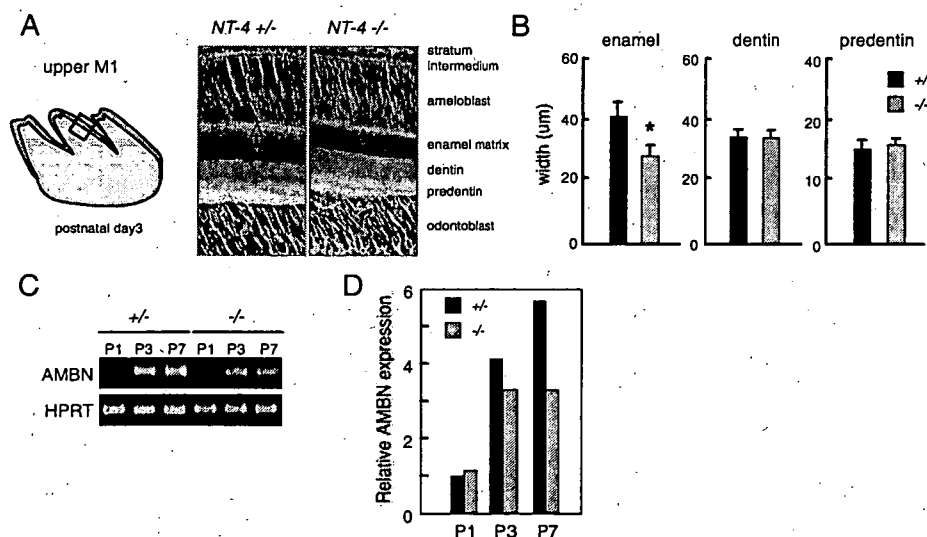 A
upper M1
postnatal day3
NT-4 +/-
NT-4 -/-
stratum
intermedium
ameloblast
enamel matrix
dentin
predentin
odontoblast
B
enamel
dentin
predentin
width (um)
60
40
20
0
60
40
20
0
20
10
0
+/-
-/-
*
C
+/- -/-
P1 P3 P7 P1 P3 P7
AMBN
HPRT
D
Relative AMBN expression
6
4
2
0
+/-
-/-
P1 P3 P7